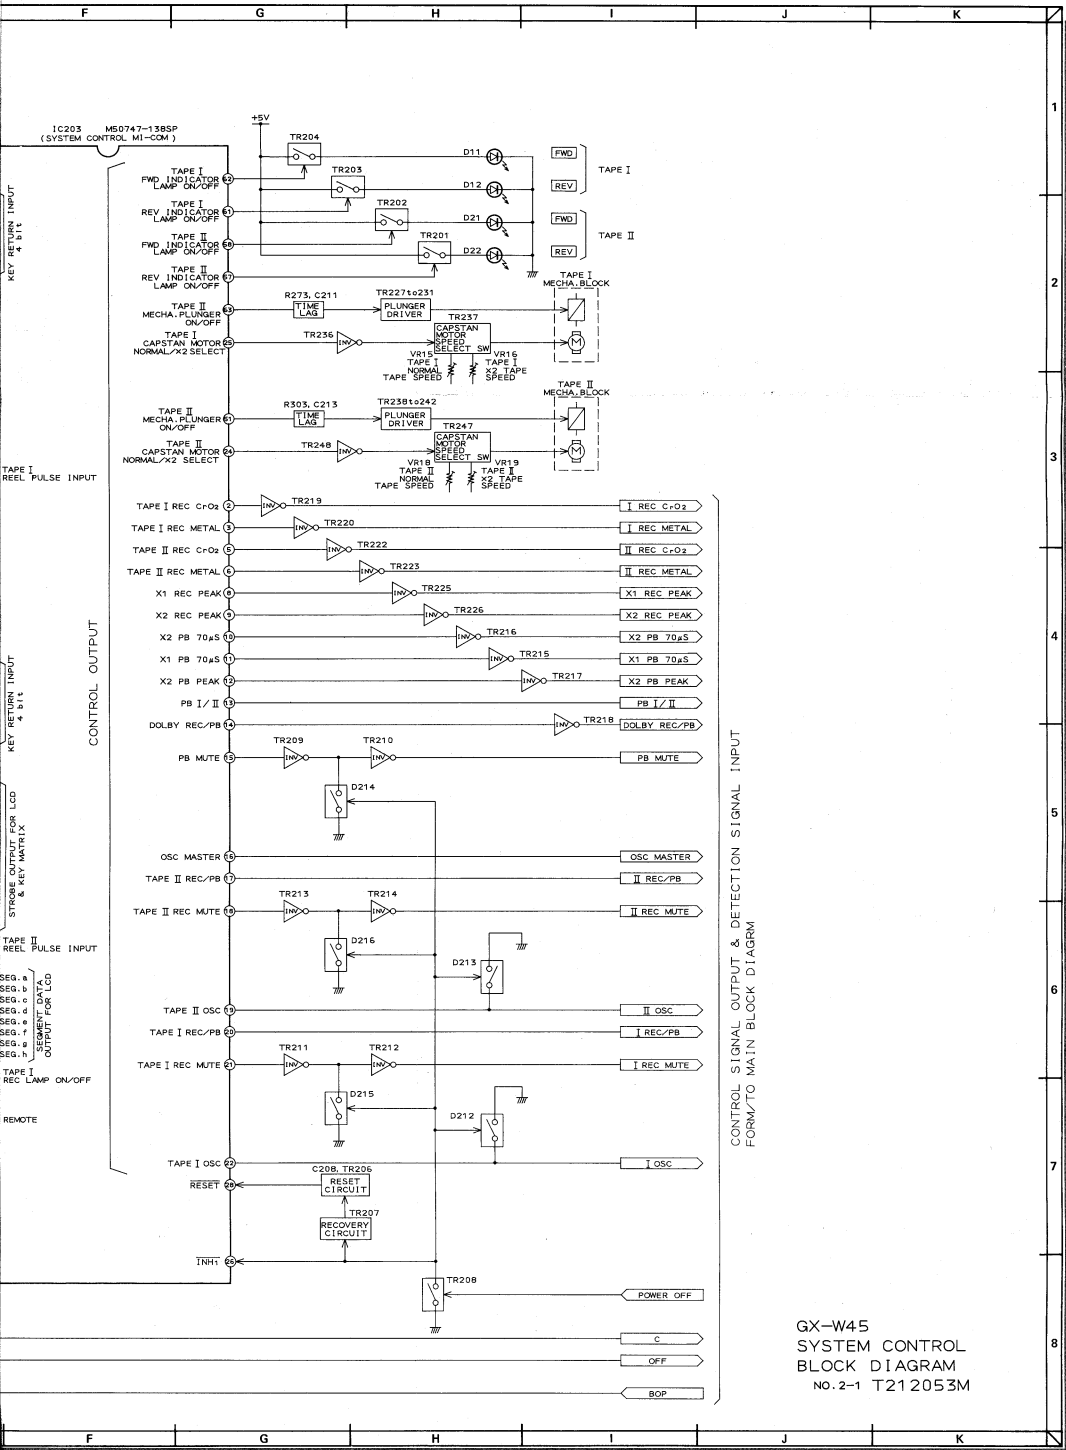 F G H I J K
1
2
3
4
5
6
7
8
IC203 M50747-138SP
(SYSTEM CONTROL MI-COM)
KEY RETURN INPUT
4 bit
TAPE I
REEL PULSE INPUT
KEY RETURN INPUT
4 bit
STROBE OUTPUT FOR LCD
& KEY MATRIX
TAPE II
REEL PULSE INPUT
SEG.a
SEG.b
SEG.c
SEG.d
SEG.e
SEG.f
SEG.g
SEG.h
SEGMENT DATA
OUTPUT FOR LCD
TAPE I
REC LAMP ON/OFF
REMOTE
CONTROL OUTPUT
+5V
TR204
D11
FWD
TAPE I
FWD INDICATOR
LAMP ON/OFF
62
TR203
D12
REV
TAPE I
TAPE I
REV INDICATOR
LAMP ON/OFF
61
TR202
D21
FWD
TAPE II
FWD INDICATOR
LAMP ON/OFF
58
TR201
D22
REV
TAPE II
TAPE II
REV INDICATOR
LAMP ON/OFF
57
TAPE I
MECHA.BLOCK
TAPE II
MECHA.PLUNGER
ON/OFF
63
R273, C211
TIME
LAG
TR227to231
PLUNGER
DRIVER
TAPE I
CAPSTAN MOTOR
NORMAL/X2 SELECT
25
TR236
INV
TR237
CAPSTAN
MOTOR
SPEED
SELECT SW
M
VR15
TAPE I
NORMAL
TAPE SPEED
VR16
TAPE I
X2 TAPE
SPEED
TAPE II
MECHA.BLOCK
TAPE II
MECHA.PLUNGER
ON/OFF
51
R303, C213
TIME
LAG
TR238to242
PLUNGER
DRIVER
TAPE II
CAPSTAN MOTOR
NORMAL/X2 SELECT
24
TR248
INV
TR247
CAPSTAN
MOTOR
SPEED
SELECT SW
M
VR18
TAPE II
NORMAL
TAPE SPEED
VR19
TAPE II
X2 TAPE
SPEED
TAPE I REC CrO2 2 INV TR219 I REC CrO2
TAPE I REC METAL 3 INV TR220 I REC METAL
TAPE II REC CrO2 5 INV TR222 II REC CrO2
TAPE II REC METAL 6 INV TR223 II REC METAL
X1 REC PEAK 8 INV TR225 X1 REC PEAK
X2 REC PEAK 9 INV TR226 X2 REC PEAK
X2 PB 70μS 10 INV TR216 X2 PB 70μS
X1 PB 70μS 11 INV TR215 X1 PB 70μS
X2 PB PEAK 12 INV TR217 X2 PB PEAK
PB I/II 13 PB I/II
DOLBY REC/PB 14 INV TR218 DOLBY REC/PB
TR209 TR210
PB MUTE 15 INV INV PB MUTE
D214
OSC MASTER 16 OSC MASTER
TAPE II REC/PB 17 II REC/PB
TR213 TR214
TAPE II REC MUTE 18 INV INV II REC MUTE
D216
D213
TAPE II OSC 19 II OSC
TAPE I REC/PB 20 I REC/PB
TR211 TR212
TAPE I REC MUTE 21 INV INV I REC MUTE
D215
D212
TAPE I OSC 22 I OSC
C208, TR206
RESET 28
RESET
CIRCUIT
TR207
RECOVERY
CIRCUIT
INH1 26
TR208
POWER OFF
C
OFF
BOP
CONTROL SIGNAL OUTPUT & DETECTION SIGNAL INPUT
FORM/TO MAIN BLOCK DIAGRM
GX-W45
SYSTEM CONTROL
BLOCK DIAGRAM
NO.2-1 T212053M
F G H I J K